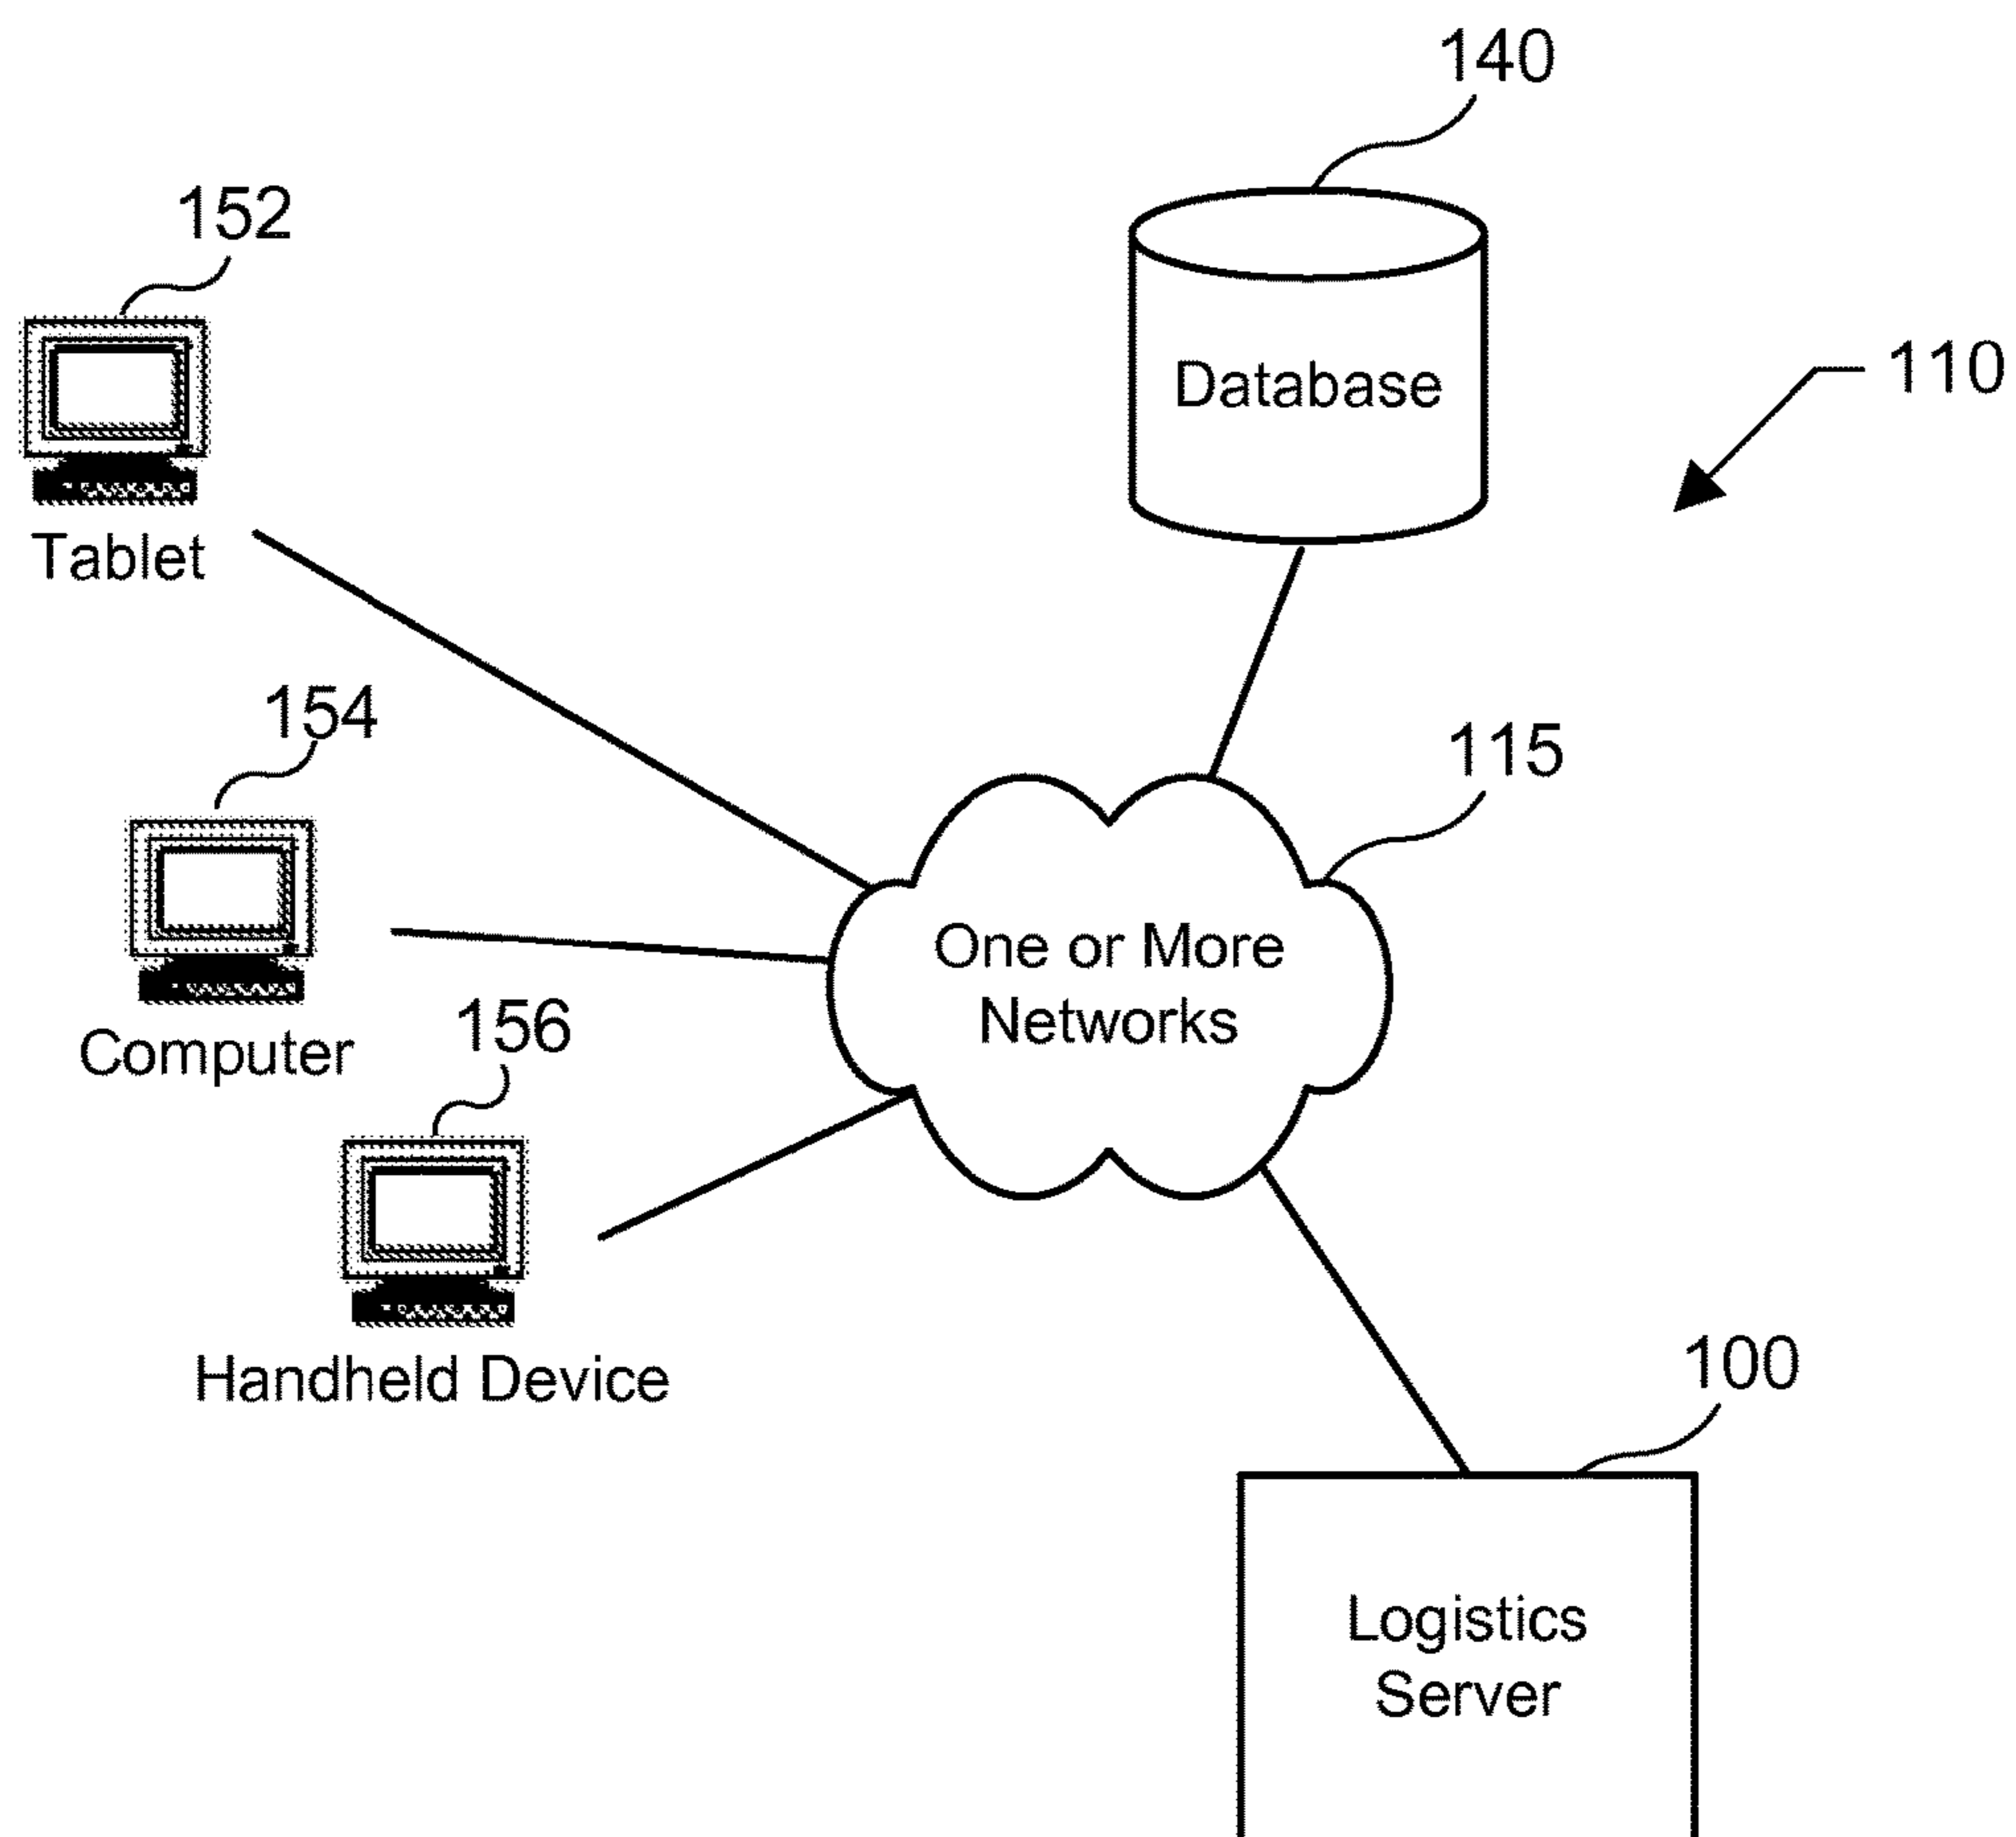 140
152
Database
110
Tablet
154
115
One or More
Networks
Computer
156
Handheld Device
100
Logistics
Server